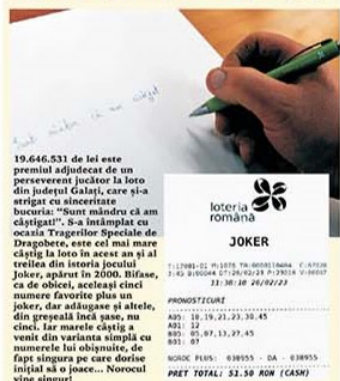 Sunt mândru că am câștigat
19.646.531 de lei este
premiul adjudecat de un
perseverent jucător la loto
din județul Galați, care și-a
strigat cu sinceritate
bucuria: "Sunt mândru că am
câștigat!". S-a întâmplat cu
ocazia Tragerilor Speciale de
Dragobete, este cel mai mare
câștig la loto în acest an și al
treilea din istoria jocului
Joker, apărut în 2000. Bifase,
ca de obicei, aceleași cinci
numere favorite plus un
joker, dar adăugase și altele,
din greșeală încă șase, nu
cinci. Iar marele câștig a
venit din varianta simplă cu
numerele lui obișnuite, de
fapt singura pe care dorise
inițial să o joace... Norocul
vine singur!
loteria
română
JOKER
11:30:10 26/02/23
PRONOSTICURI
A05: 10,19,21,23,30,45
A01: 12
B05: 05,07,13,27,45
B01: 07
NOROC PLUS: 038955 - DA - 038955
PRET TOTAL: 51.50 RON (CASH)